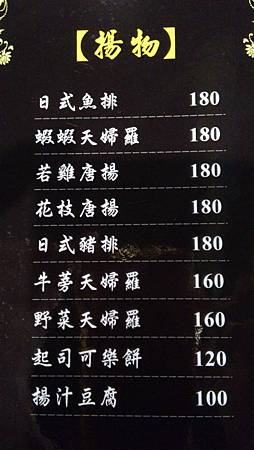 【揚物】
日式魚排 180
蝦蝦天婦羅 180
若雞唐揚 180
花枝唐揚 180
日式豬排 180
牛蒡天婦羅 160
野菜天婦羅 160
起司可樂餅 120
揚汁豆腐 100